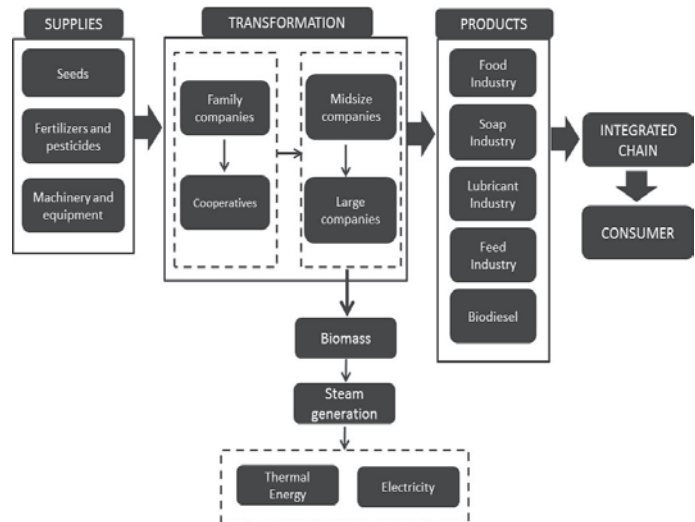 SUPPLIES
Seeds
Fertilizers and
pesticides
Machinery and
equipment
TRANSFORMATION
Family
companies
Cooperatives
Midsize
companies
Large
companies
PRODUCTS
Food
Industry
Soap
Industry
Lubricant
Industry
Feed
Industry
Biodiesel
INTEGRATED
CHAIN
CONSUMER
Biomass
Steam
generation
Thermal
Energy
Electricity